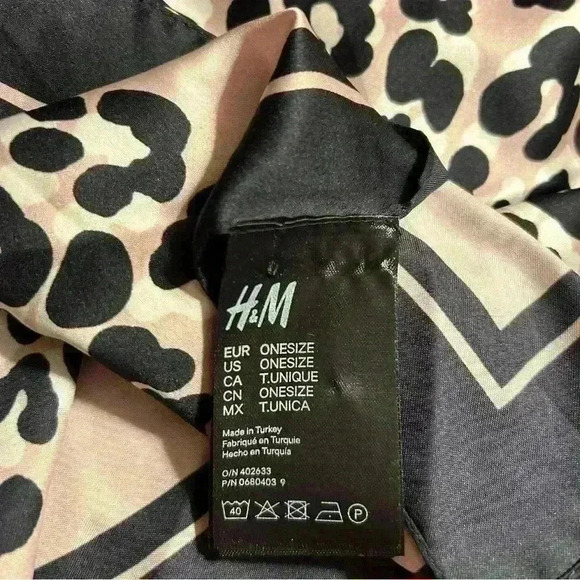 H&M
EUR ONESIZE
US ONESIZE
CA T.UNIQUE
CN ONESIZE
MX T.UNICA
Made in Turkey
Fabriqué en Turquie
Hecho en Turquía
O/N 402633
P/N 0680403 9
40
P